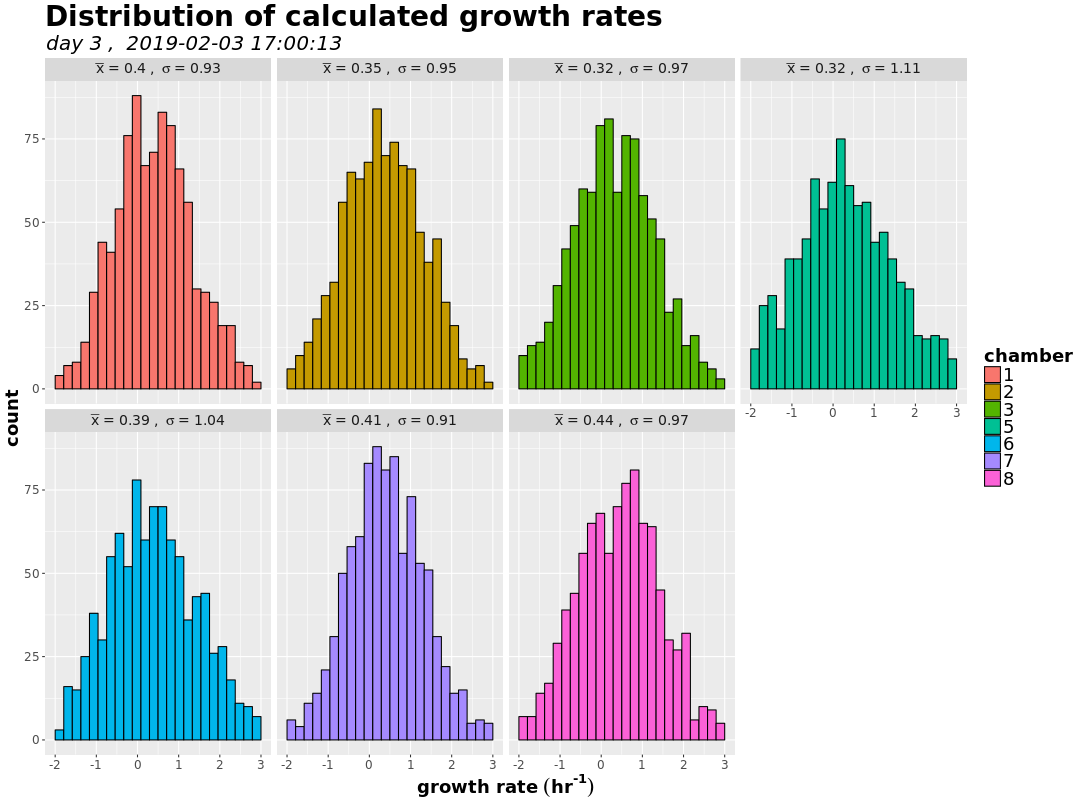 Distribution of calculated growth rates
day 3 ,  2019-02-03 17:00:13
x̅ = 0.4 ,  σ = 0.93
x̅ = 0.35 ,  σ = 0.95
x̅ = 0.32 ,  σ = 0.97
x̅ = 0.32 ,  σ = 1.11
75
50
25
0
-2 -1 0 1 2 3
x̅ = 0.39 ,  σ = 1.04
x̅ = 0.41 ,  σ = 0.91
x̅ = 0.44 ,  σ = 0.97
75
50
25
0
-2 -1 0 1 2 3
-2 -1 0 1 2 3
-2 -1 0 1 2 3
count
growth rate (hr⁻¹)
chamber
1
2
3
5
6
7
8